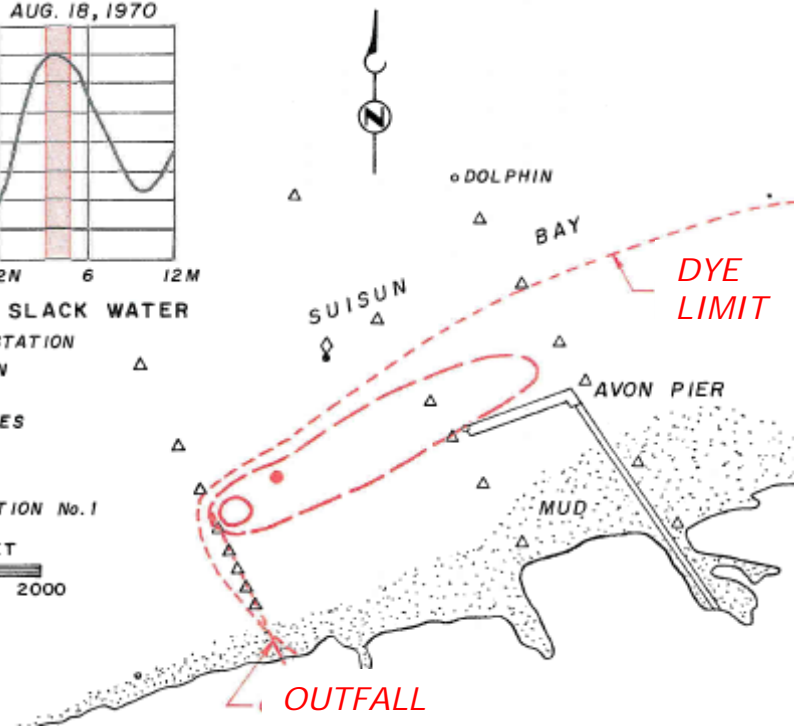 AUG. 18, 1970
2N 6 12M
SLACK WATER
STATION
N
ES
TION No. 1
ET
2000
N
DOLPHIN
SUISUN BAY
DYE
LIMIT
AVON PIER
MUD
OUTFALL